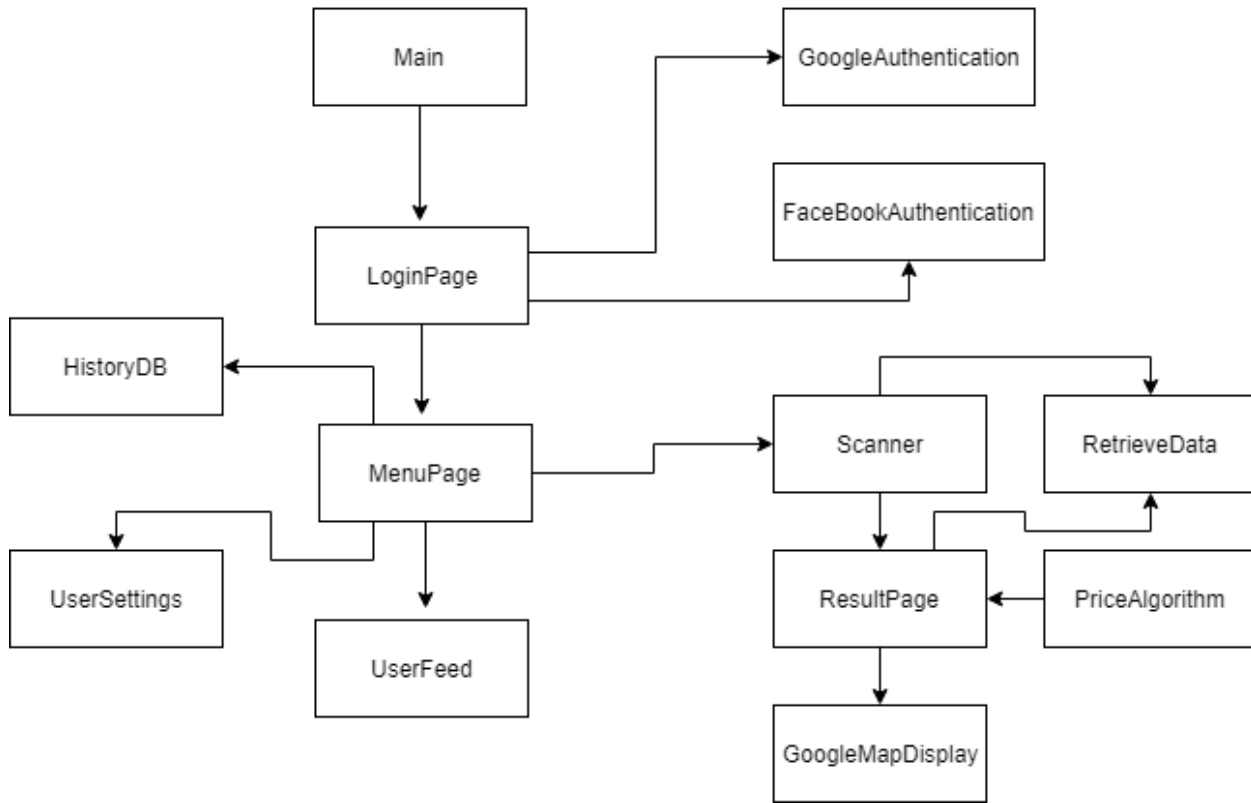 Main
GoogleAuthentication
FaceBookAuthentication
LoginPage
HistoryDB
MenuPage
Scanner
RetrieveData
UserSettings
ResultPage
PriceAlgorithm
UserFeed
GoogleMapDisplay